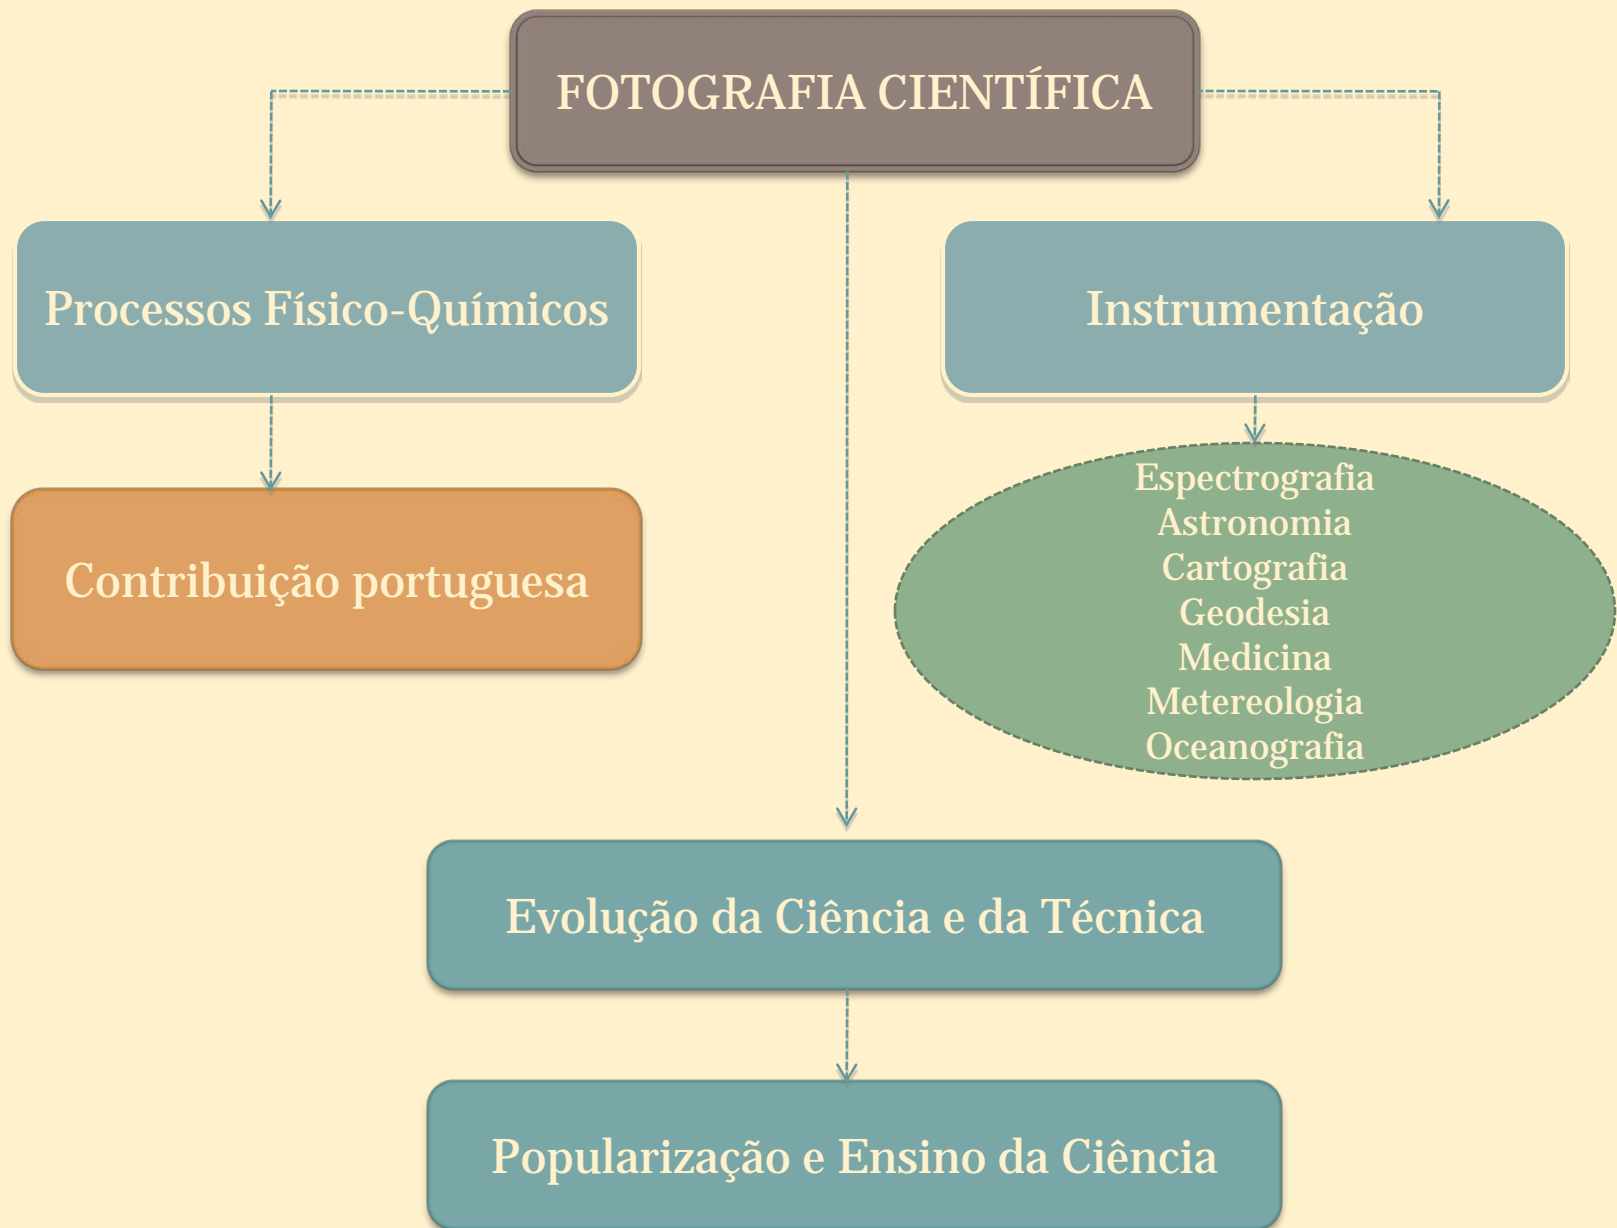 FOTOGRAFIA CIENTÍFICA
Processos Físico-Químicos
Instrumentação
Contribuição portuguesa
Espectrografia
Astronomia
Cartografia
Geodesia
Medicina
Metereologia
Oceanografia
Evolução da Ciência e da Técnica
Popularização e Ensino da Ciência